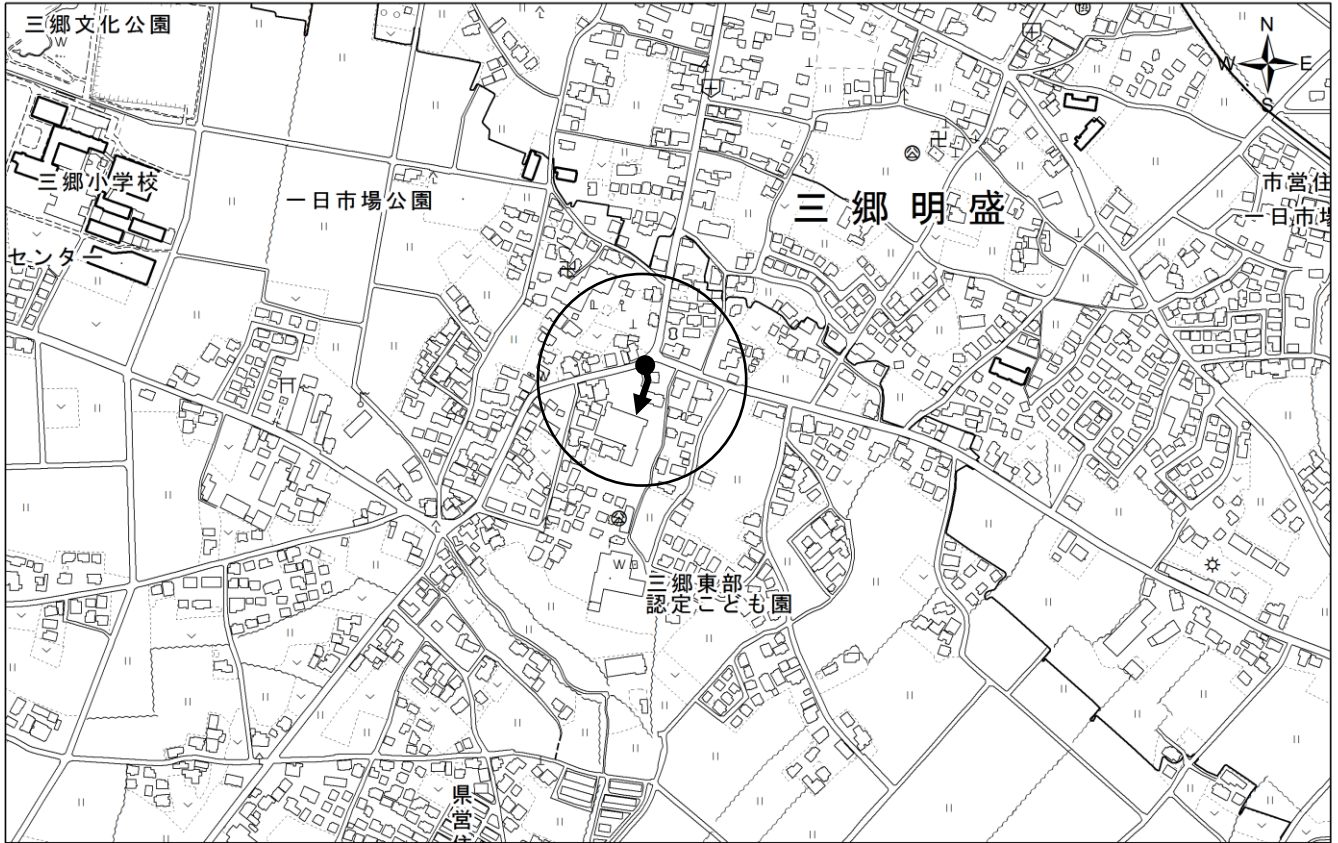 三郷文化公園
W
N
W E
S
三郷小学校
一日市場公園
三郷明盛
市営住
一日市場
センター
W
三郷東部
認定こども園
県営住